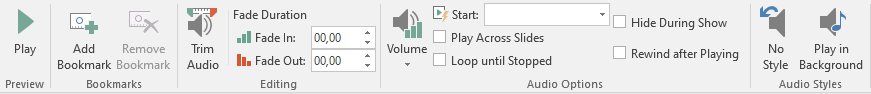 Play
Preview
Add
Bookmark
Remove
Bookmark
Bookmarks
Trim
Audio
Fade Duration
Fade In: 00,00
Fade Out: 00,00
Editing
Volume
Start:
Play Across Slides
Loop until Stopped
Hide During Show
Rewind after Playing
Audio Options
No
Style
Play in
Background
Audio Styles